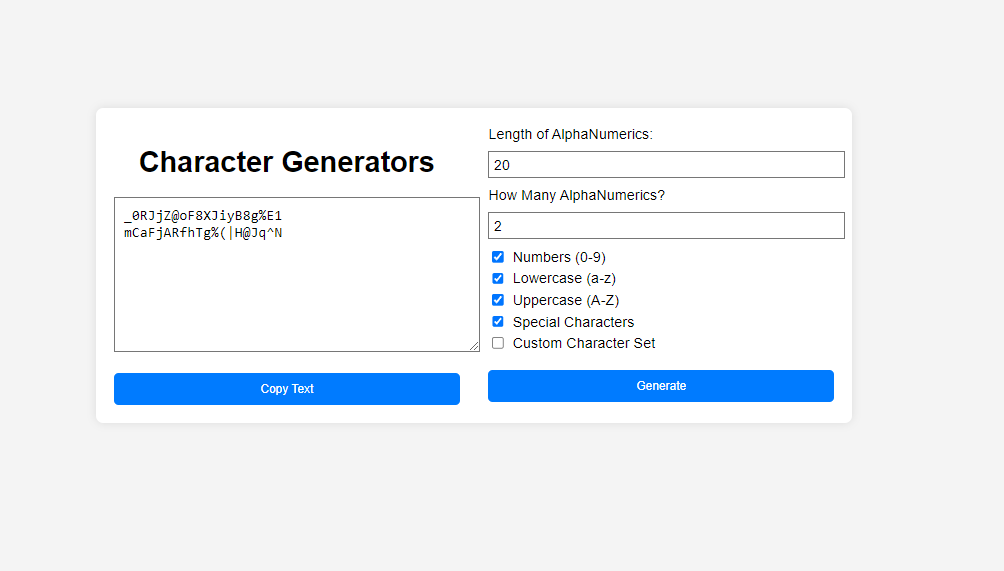 Character Generators
_0RJjZ@oF8XJiyB8g%E1
mCaFjARfhTg%(|H@Jq^N
Copy Text
Length of AlphaNumerics:
20
How Many AlphaNumerics?
2
Numbers (0-9)
Lowercase (a-z)
Uppercase (A-Z)
Special Characters
Custom Character Set
Generate